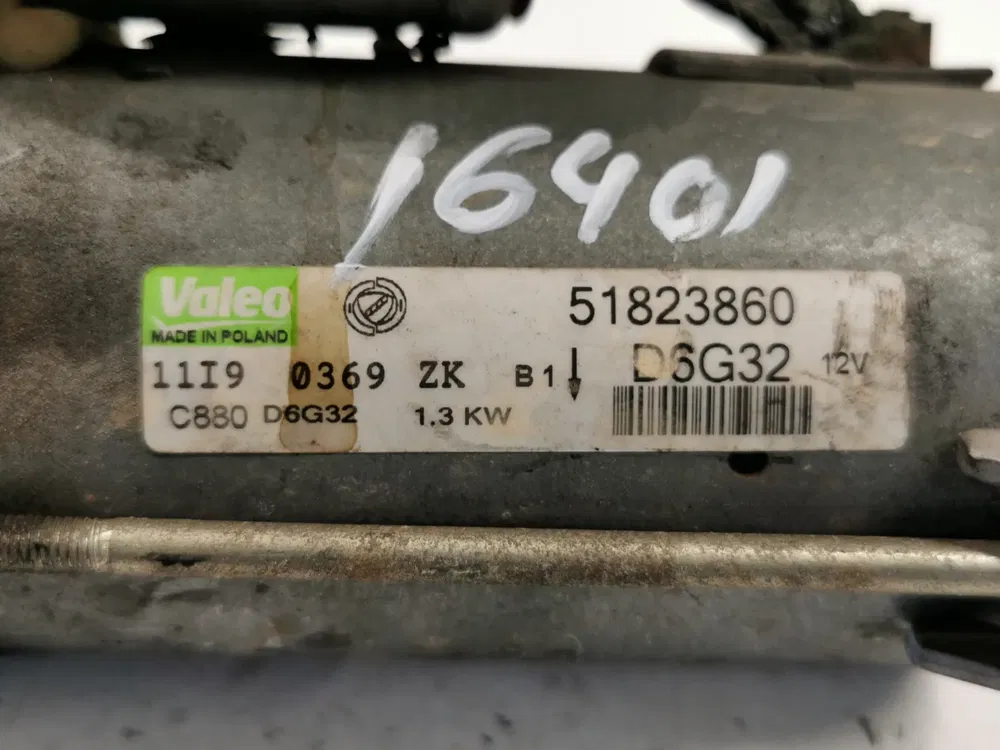 16401
Valeo
MADE IN POLAND
51823860
11I9 0369 ZK B1
D6G32 12V
C880 D6G32 1.3 KW